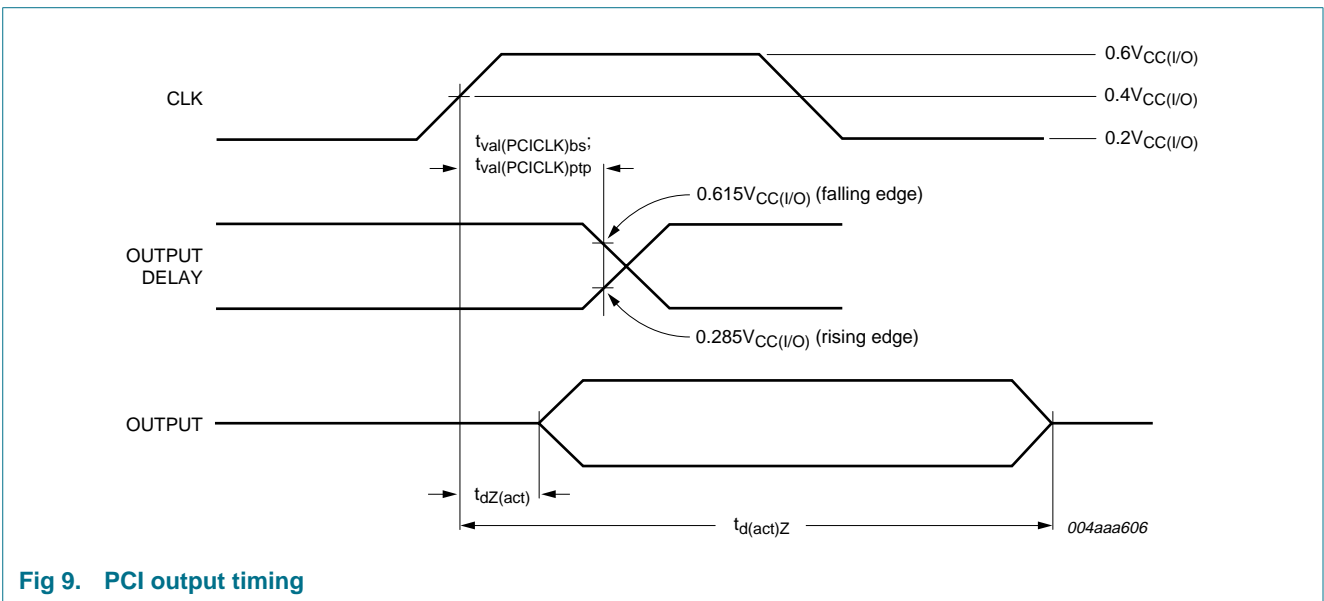 0.6VCC(I/O)
CLK
0.4VCC(I/O)
tval(PCICLK)bs;
0.2VCC(I/O)
tval(PCICLK)ptp
0.615VCC(I/O) (falling edge)
OUTPUT
DELAY
0.285VCC(I/O) (rising edge)
OUTPUT
tdZ(act)
td(act)Z
004aaa606
Fig 9. PCI output timing